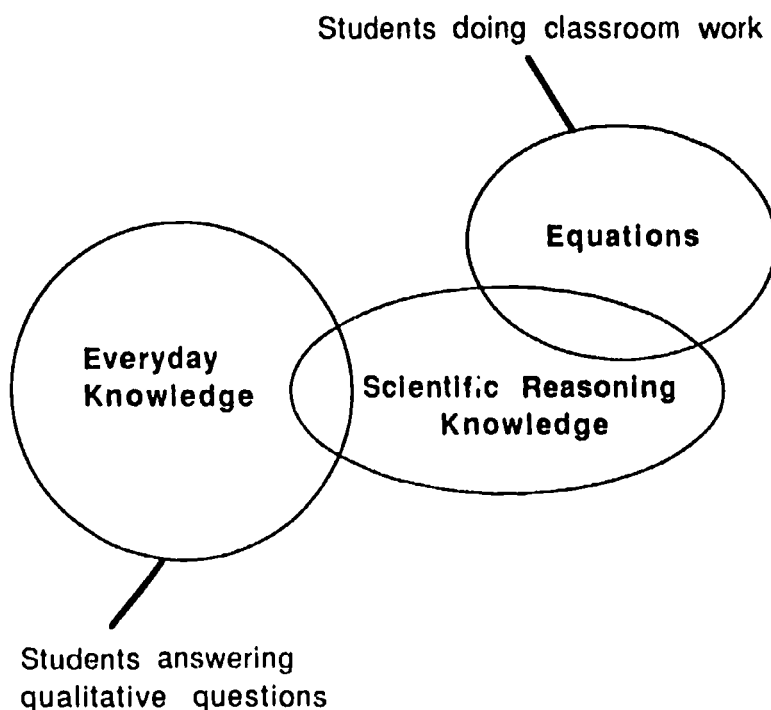 Students doing classroom work
Equations
Everyday
Knowledge
Scientific Reasoning
Knowledge
Students answering
qualitative questions